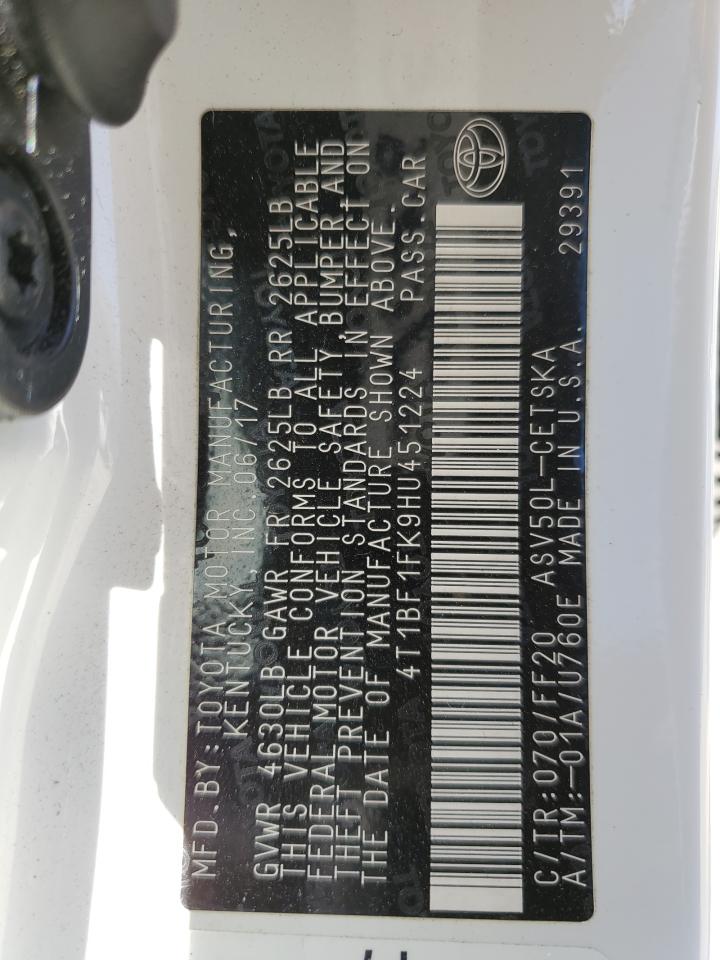 MFD.BY:TOYOTA MOTOR MANUFACTURING,
KENTUCKY,INC.06/17
GVWR 4630LB GAWR FR 2625LB RR 2625LB
THIS VEHICLE CONFORMS TO ALL APPLICABLE
FEDERAL MOTOR VEHICLE SAFETY,BUMPER AND
THEFT PREVENTION STANDARDS IN EFFECT ON
THE DATE OF MANUFACTURE SHOWN ABOVE.
4T1BF1FK9HU451224 PASS.CAR
C/TR:070/FF20 ASV50L-CETSKA
A/TM:-01A/U760E MADE IN U.S.A. 29391